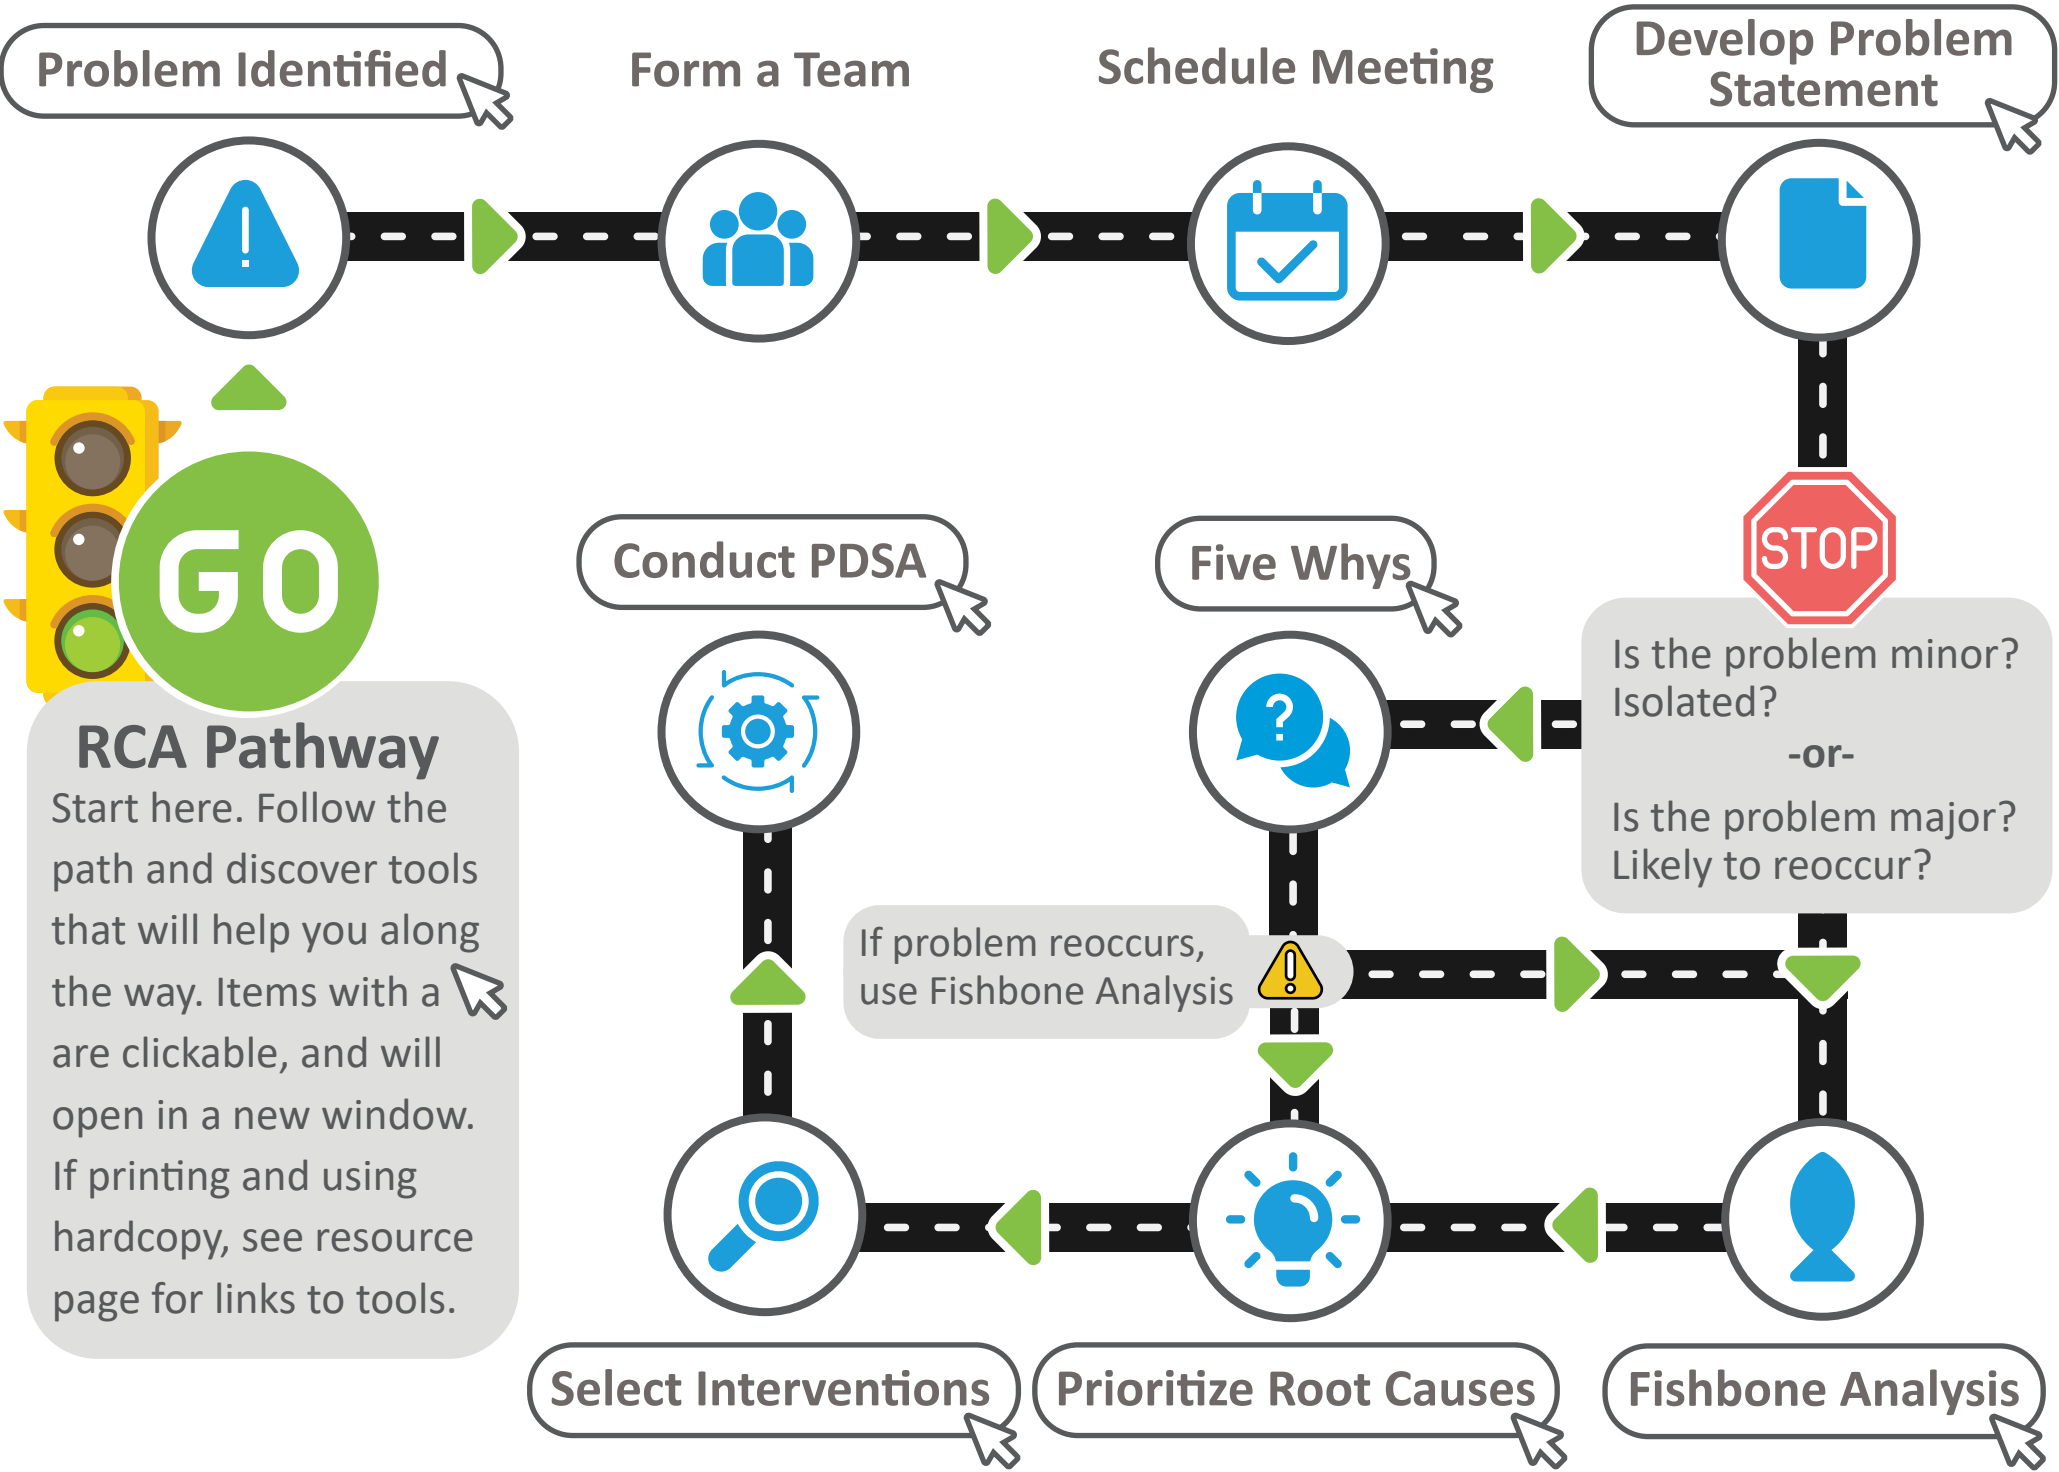 Problem Identified
Form a Team
Schedule Meeting
Develop Problem
Statement
GO
RCA Pathway
Start here. Follow the
path and discover tools
that will help you along
the way. Items with a
are clickable, and will
open in a new window.
If printing and using
hardcopy, see resource
page for links to tools.
STOP
Is the problem minor?
Isolated?
-or-
Is the problem major?
Likely to reoccur?
Five Whys
?
If problem reoccurs,
use Fishbone Analysis
Conduct PDSA
Select Interventions
Prioritize Root Causes
Fishbone Analysis